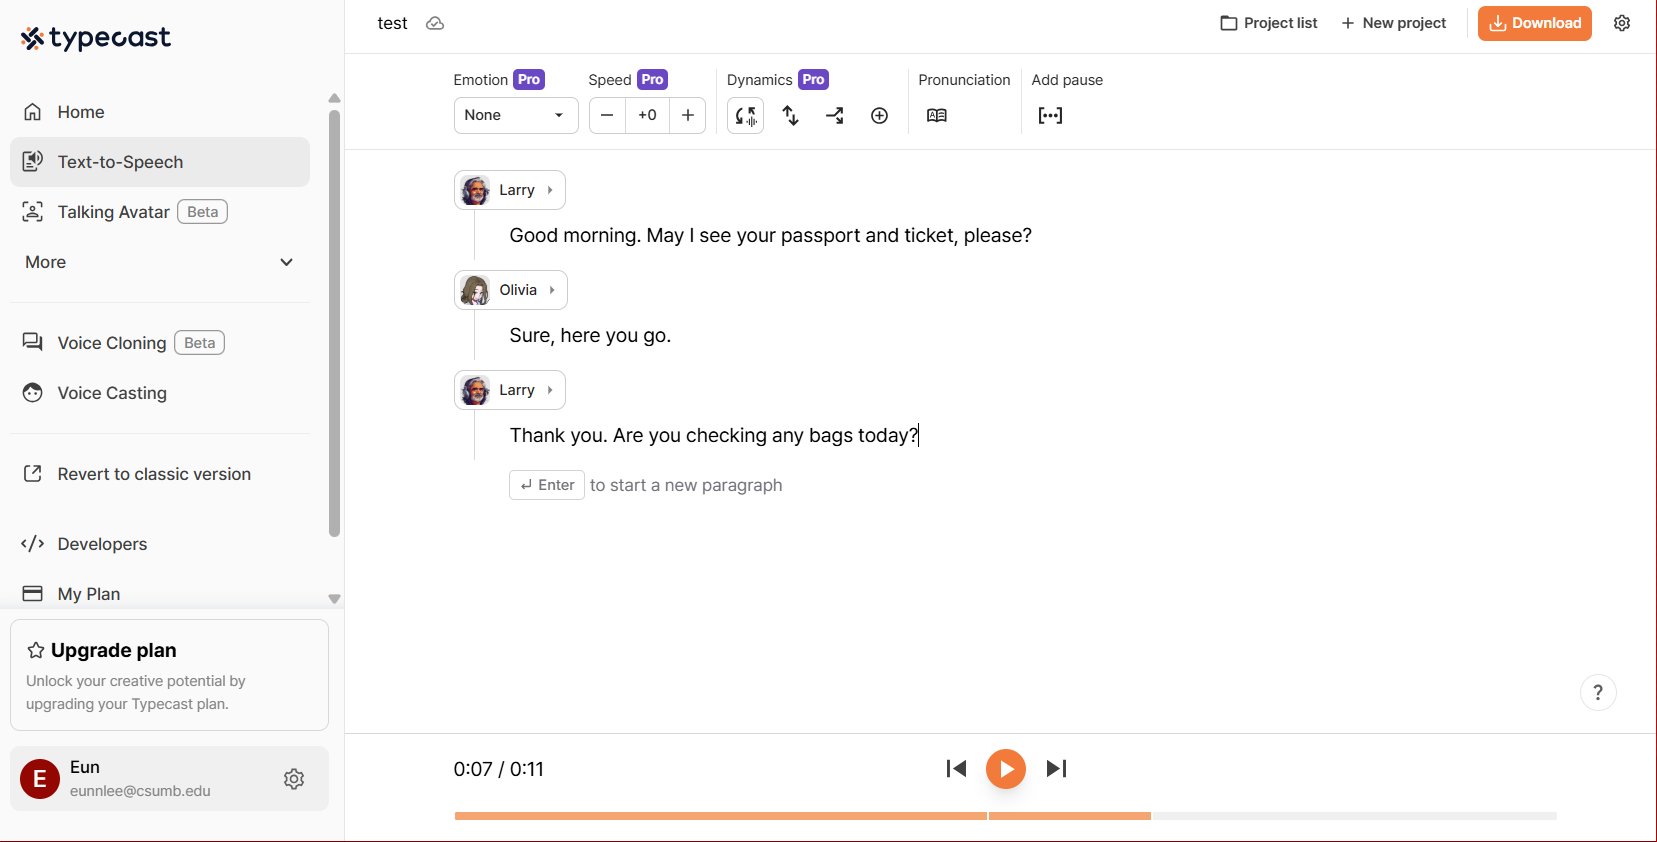 typecast
Home
Text-to-Speech
Talking Avatar Beta
More
Voice Cloning Beta
Voice Casting
Revert to classic version
Developers
My Plan
Upgrade plan
Unlock your creative potential by
upgrading your Typecast plan.
E
Eun
eunnlee@csumb.edu
test
Project list
New project
Download
Emotion Pro
None
Speed Pro
+0
Dynamics Pro
Pronunciation
Add pause
Larry
Good morning. May I see your passport and ticket, please?
Olivia
Sure, here you go.
Larry
Thank you. Are you checking any bags today?
Enter to start a new paragraph
?
0:07 / 0:11